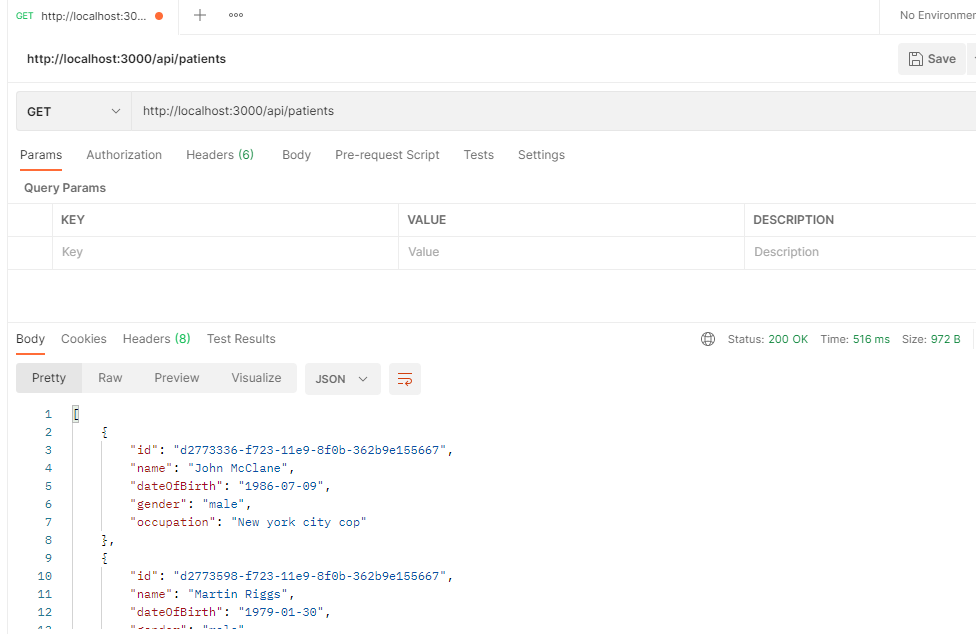 GET http://localhost:30...
No Environmen
http://localhost:3000/api/patients
Save
GET http://localhost:3000/api/patients
Params Authorization Headers (6) Body Pre-request Script Tests Settings
Query Params
KEY VALUE DESCRIPTION
Key Value Description
Body Cookies Headers (8) Test Results Status: 200 OK Time: 516 ms Size: 972 B
Pretty Raw Preview Visualize JSON
1 [
2 {
3 "id": "d2773336-f723-11e9-8f0b-362b9e155667",
4 "name": "John McClane",
5 "dateOfBirth": "1986-07-09",
6 "gender": "male",
7 "occupation": "New york city cop"
8 },
9 {
10 "id": "d2773598-f723-11e9-8f0b-362b9e155667",
11 "name": "Martin Riggs",
12 "dateOfBirth": "1979-01-30",
13 "gender": "male",